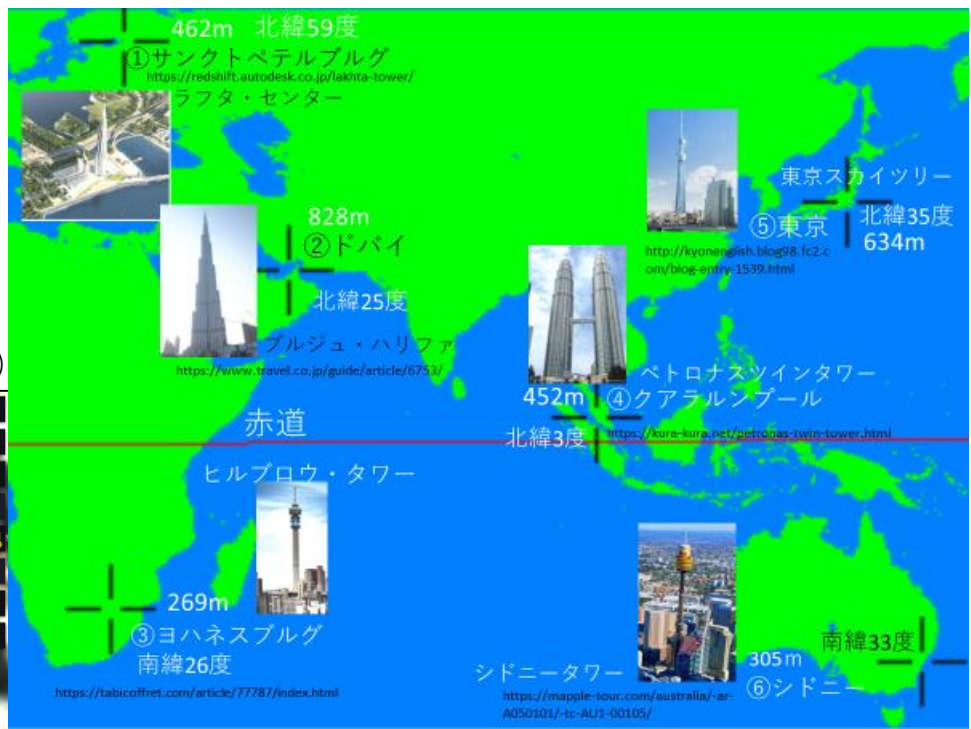 462m 北緯59度
①サンクトペテルブルグ
https://redshift.autodesk.co.jp/lakhta-tower/
ラフタ・センター
828m
②ドバイ
北緯25度
ブルジュ・ハリファ
https://www.travel.co.jp/guide/article/6753/
東京スカイツリー
⑤東京
北緯35度
634m
http://kyonenglish.blog98.fc2.c
om/blog-entry-1539.html
ペトロナスツインタワー
452m
④クアラルンプール
北緯3度
https://kura-kura.net/petronas-twin-tower.html
赤道
ヒルブロウ・タワー
269m
③ヨハネスブルグ
南緯26度
https://tabicoffret.com/article/77787/index.html
南緯33度
シドニータワー
305m
⑥シドニー
https://mapple-tour.com/australia/-ar-
A050101/-tc-AU1-00105/
)